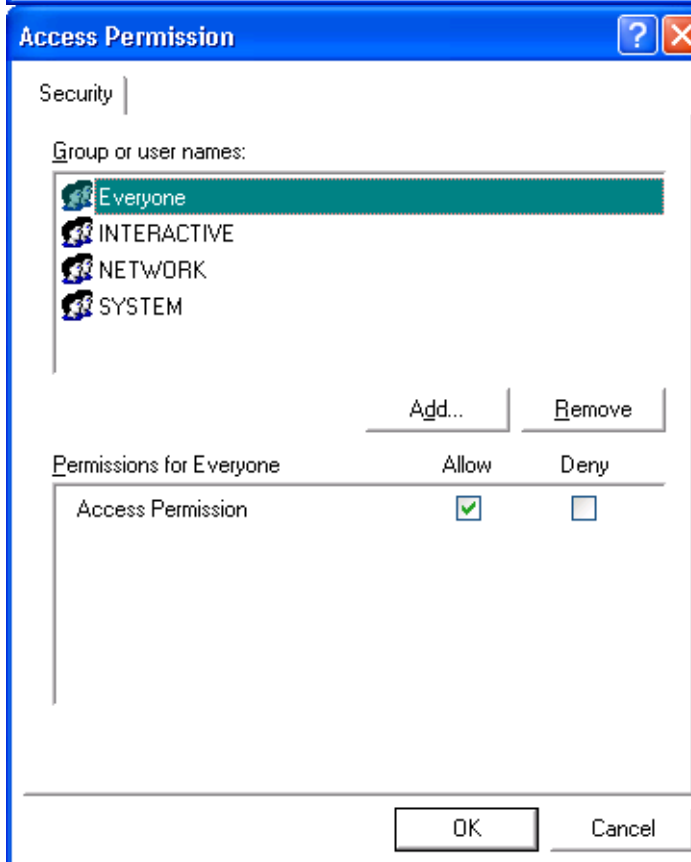 Access Permission
Security
Group or user names:
Everyone
INTERACTIVE
NETWORK
SYSTEM
Add... Remove
Permissions for Everyone Allow Deny
Access Permission
OK Cancel